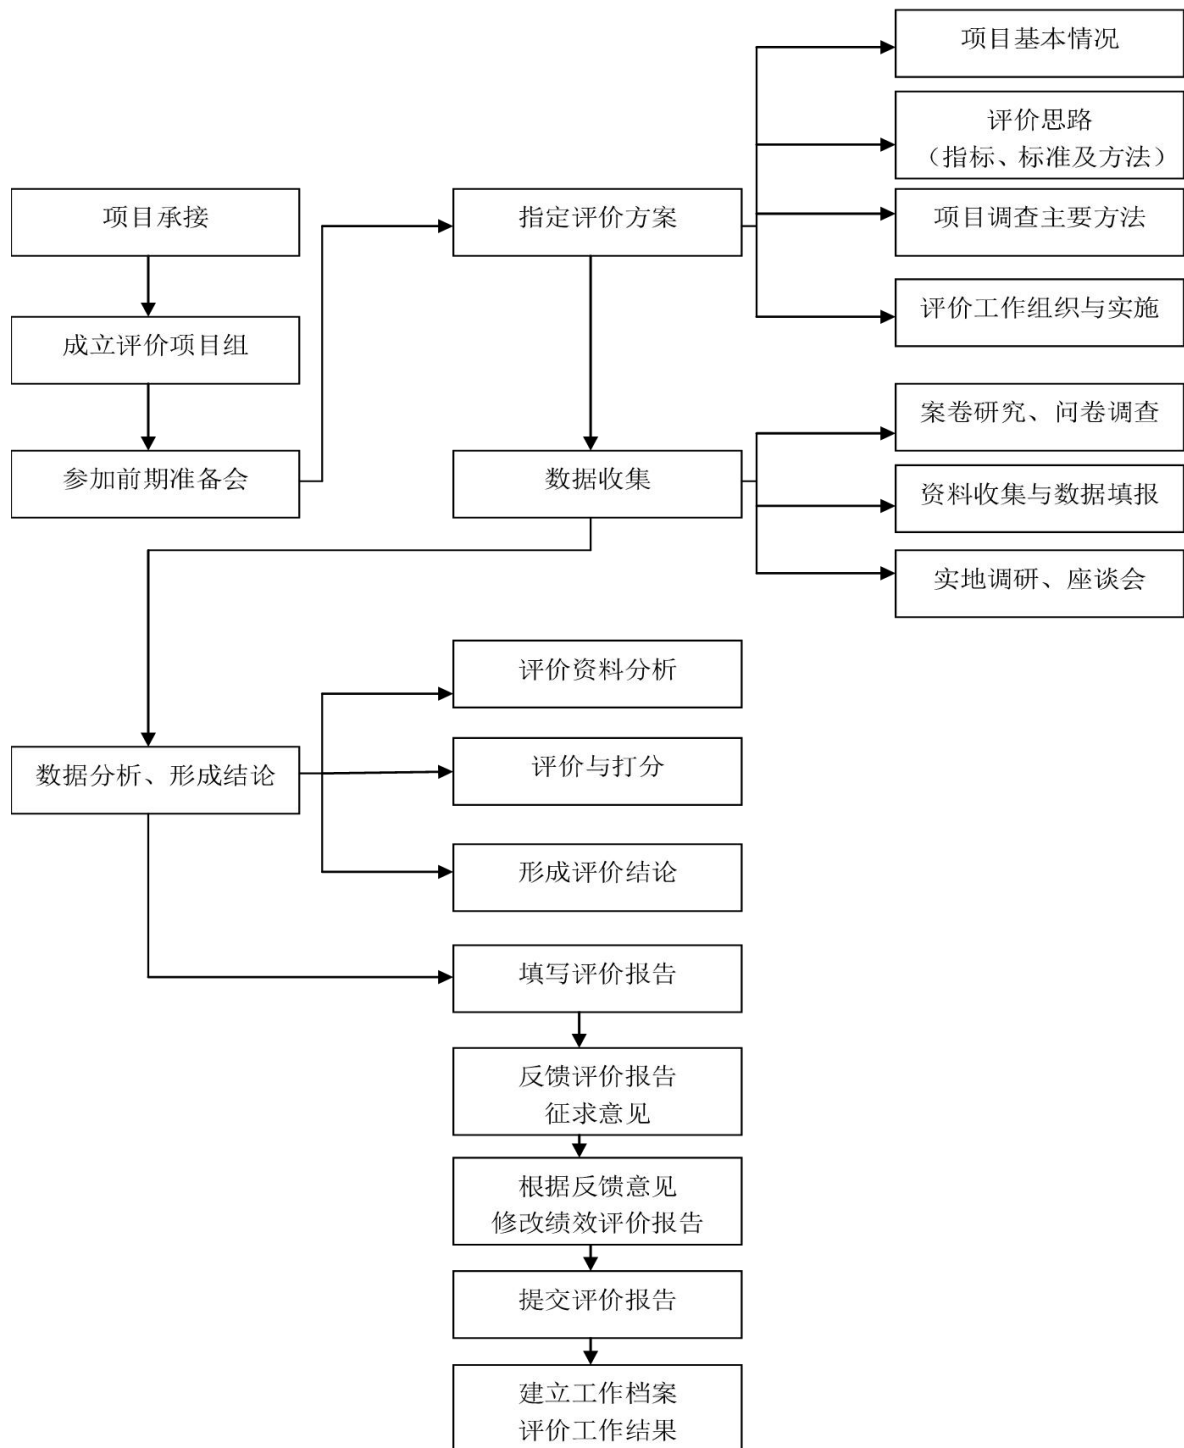 项目承接
成立评价项目组
参加前期准备会
指定评价方案
项目基本情况
评价思路
（指标、标准及方法）
项目调查主要方法
评价工作组织与实施
数据收集
案卷研究、问卷调查
资料收集与数据填报
实地调研、座谈会
数据分析、形成结论
评价资料分析
评价与打分
形成评价结论
填写评价报告
反馈评价报告
征求意见
根据反馈意见
修改绩效评价报告
提交评价报告
建立工作档案
评价工作结果